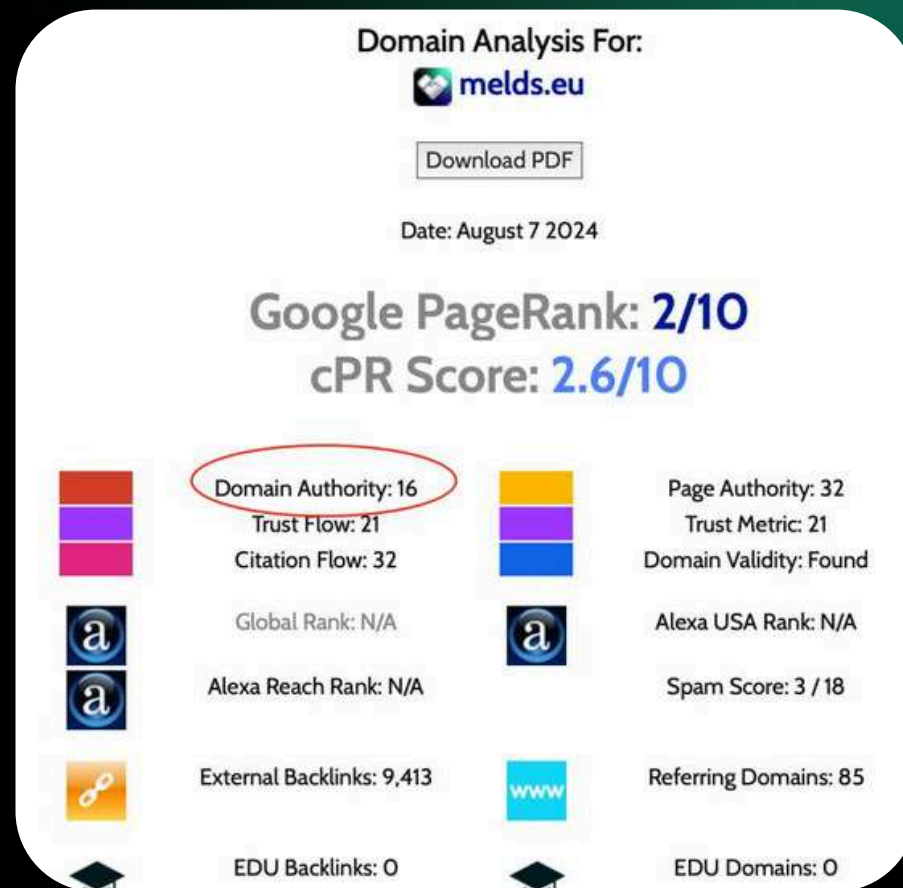 Domain Analysis For:
melds.eu
Download PDF
Date: August 7 2024
Google PageRank: 2/10
cPR Score: 2.6/10
Domain Authority: 16
Page Authority: 32
Trust Flow: 21
Trust Metric: 21
Citation Flow: 32
Domain Validity: Found
a
Global Rank: N/A
a
Alexa USA Rank: N/A
a
Alexa Reach Rank: N/A
Spam Score: 3 / 18
External Backlinks: 9,413
www
Referring Domains: 85
EDU Backlinks: 0
EDU Domains: 0